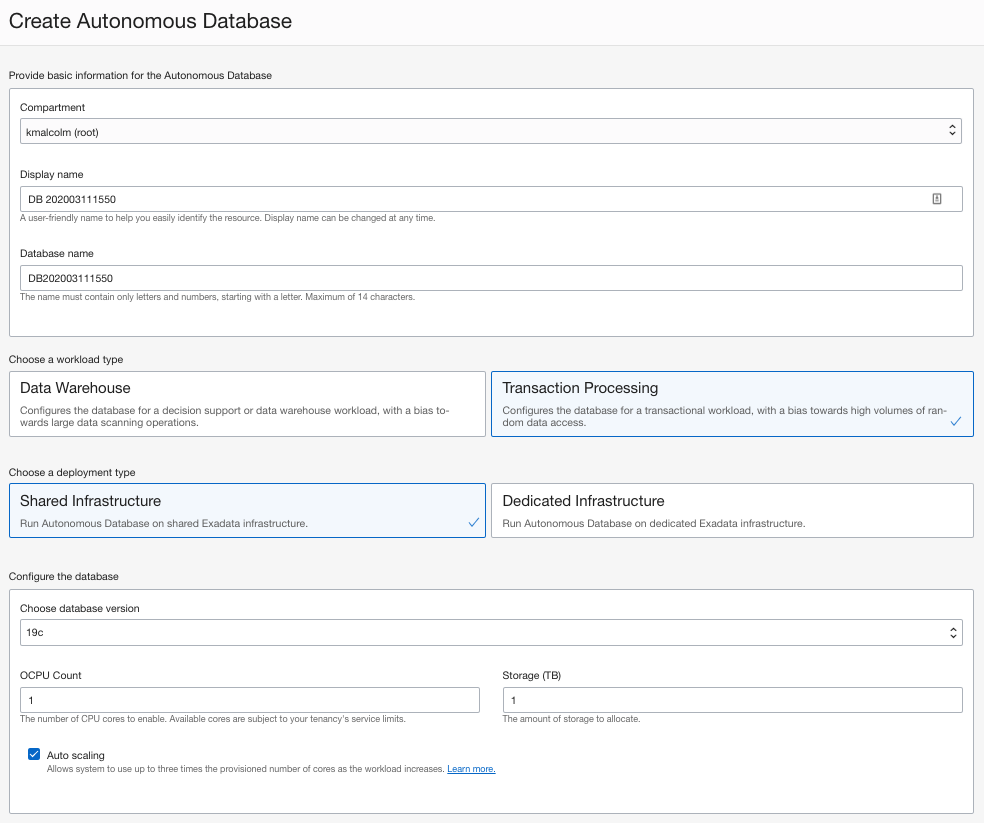 Create Autonomous Database
Provide basic information for the Autonomous Database
Compartment
kmalcolm (root)
Display name
DB 202003111550
A user-friendly name to help you easily identify the resource. Display name can be changed at any time.
Database name
DB202003111550
The name must contain only letters and numbers, starting with a letter. Maximum of 14 characters.
Choose a workload type
Data Warehouse
Configures the database for a decision support or data warehouse workload, with a bias to-
wards large data scanning operations.
Transaction Processing
Configures the database for a transactional workload, with a bias towards high volumes of ran-
dom data access.
Choose a deployment type
Shared Infrastructure
Run Autonomous Database on shared Exadata infrastructure.
Dedicated Infrastructure
Run Autonomous Database on dedicated Exadata infrastructure.
Configure the database
Choose database version
19c
OCPU Count
1
The number of CPU cores to enable. Available cores are subject to your tenancy's service limits.
Storage (TB)
1
The amount of storage to allocate.
Auto scaling
Allows system to use up to three times the provisioned number of cores as the workload increases. Learn more.